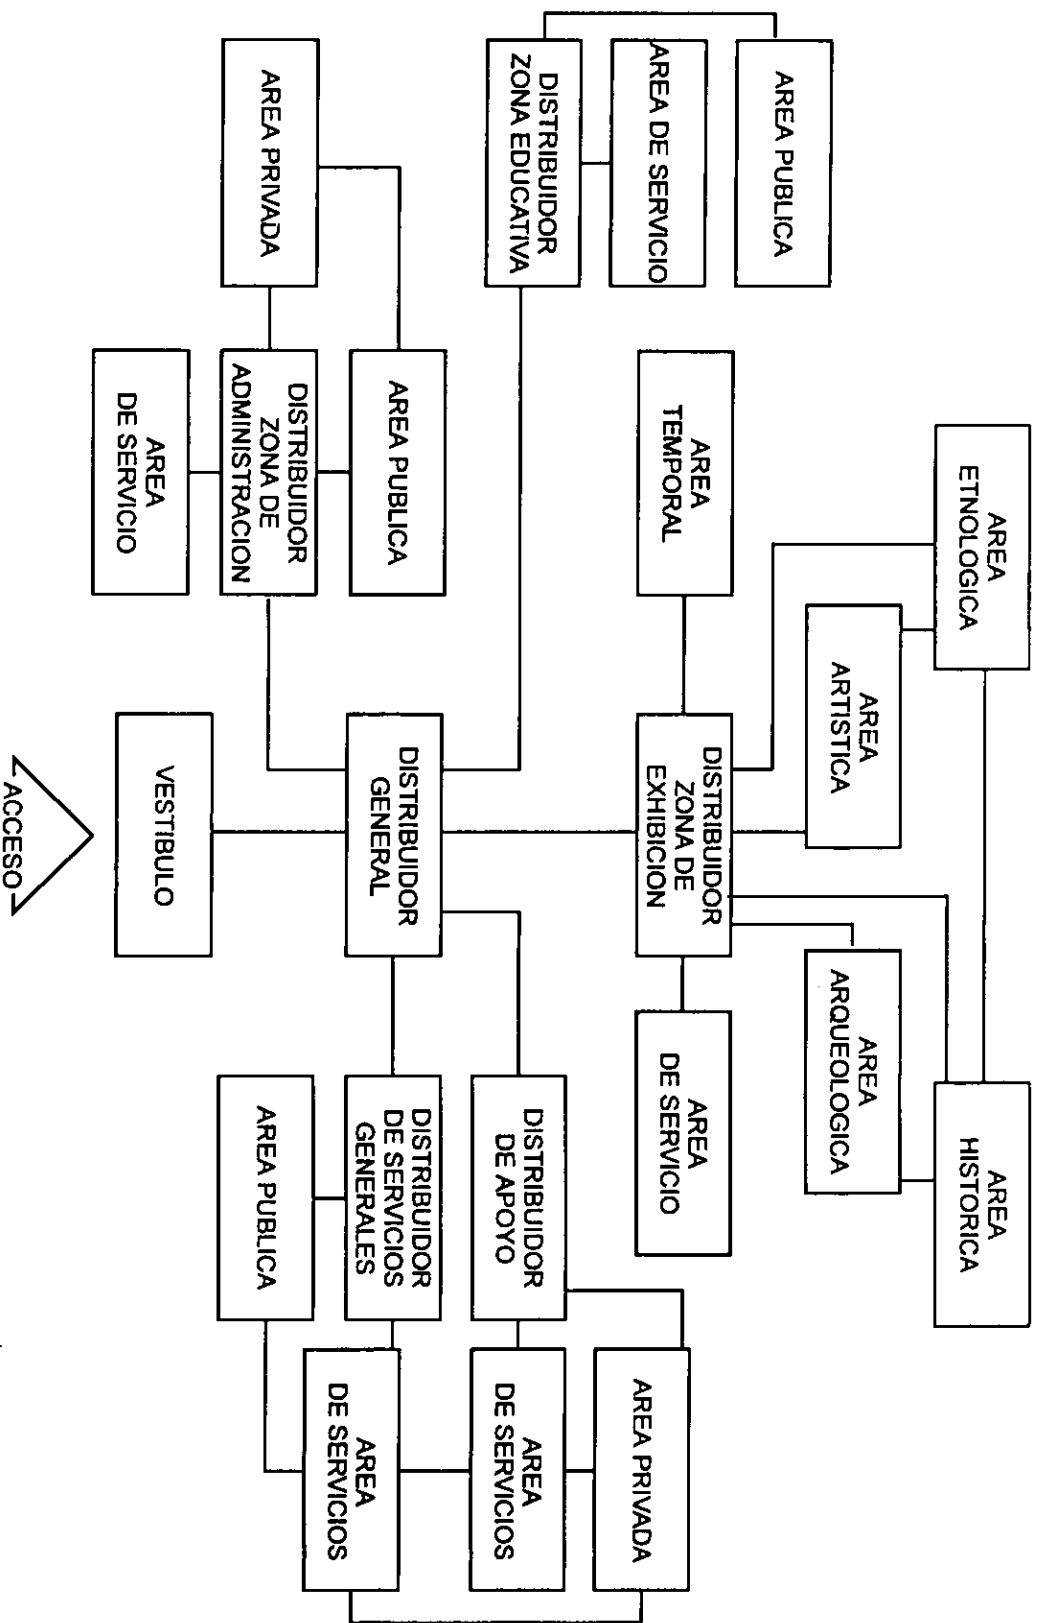 AREA
ETNOLOGICA
AREA
HISTORICA
AREA
ARTISTICA
AREA
ARQUEOLOGICA
AREA PUBLICA
AREA DE SERVICIO
DISTRIBUIDOR
ZONA EDUCATIVA
AREA
TEMPORAL
DISTRIBUIDOR
ZONA DE
EXHIBICION
AREA
DE SERVICIO
AREA PRIVADA
DISTRIBUIDOR
DE APOYO
AREA
DE SERVICIOS
AREA PUBLICA
DISTRIBUIDOR
GENERAL
DISTRIBUIDOR
DE SERVICIOS
GENERALES
AREA
DE SERVICIOS
AREA PRIVADA
DISTRIBUIDOR
ZONA DE
ADMINISTRACION
AREA PUBLICA
AREA
DE SERVICIO
VESTIBULO
ACCESO